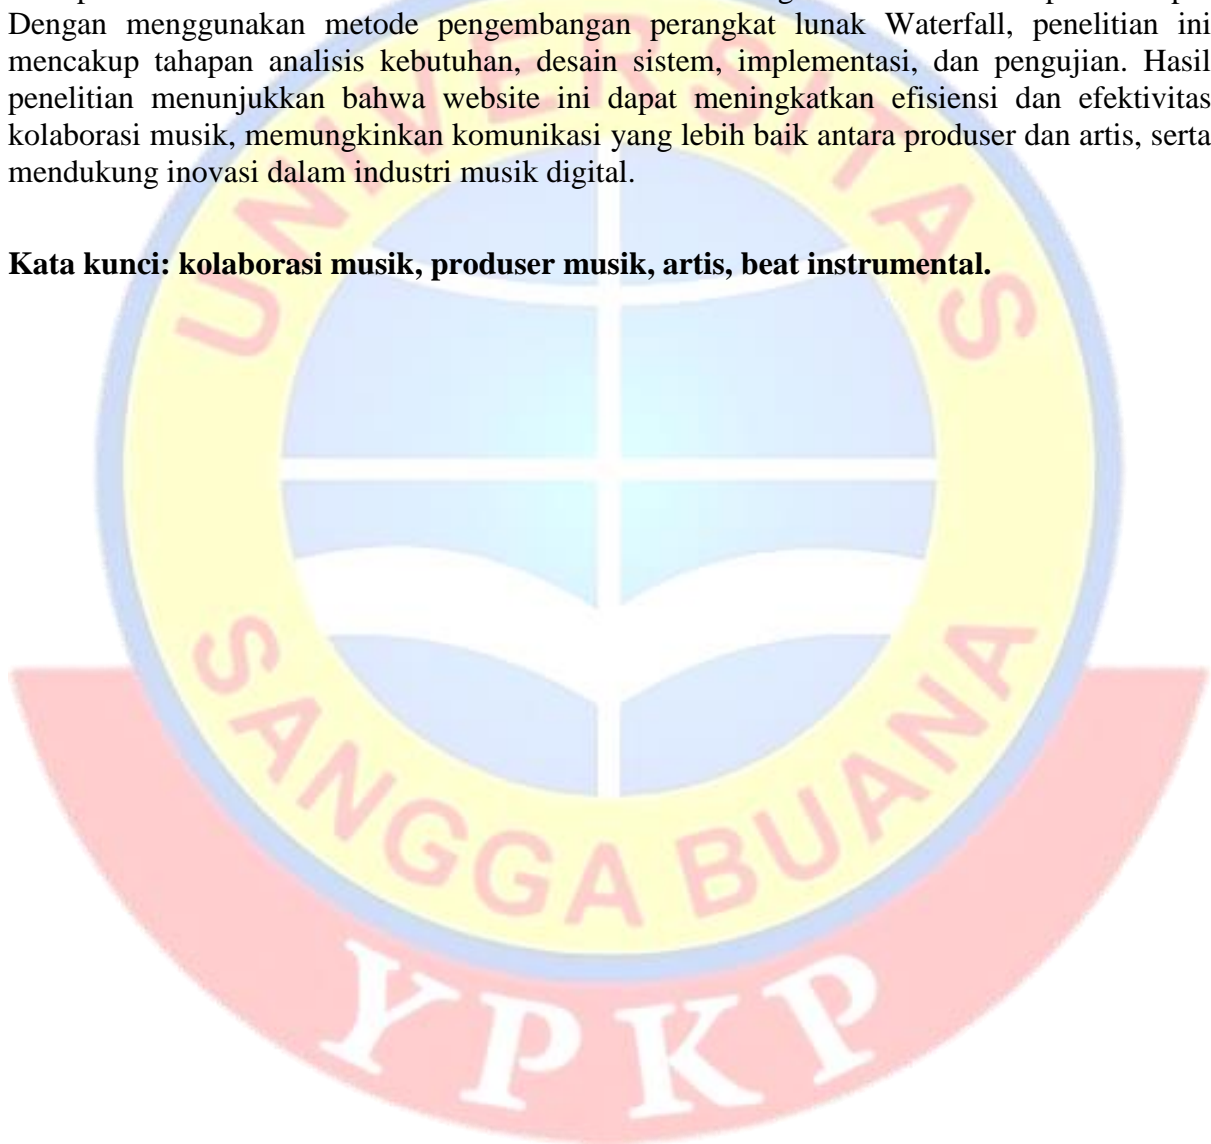 Dengan menggunakan metode pengembangan perangkat lunak Waterfall, penelitian ini
mencakup tahapan analisis kebutuhan, desain sistem, implementasi, dan pengujian. Hasil
penelitian menunjukkan bahwa website ini dapat meningkatkan efisiensi dan efektivitas
kolaborasi musik, memungkinkan komunikasi yang lebih baik antara produser dan artis, serta
mendukung inovasi dalam industri musik digital.
Kata kunci: kolaborasi musik, produser musik, artis, beat instrumental.
UNIVERSITAS
SANGGA BUANA
YPKP